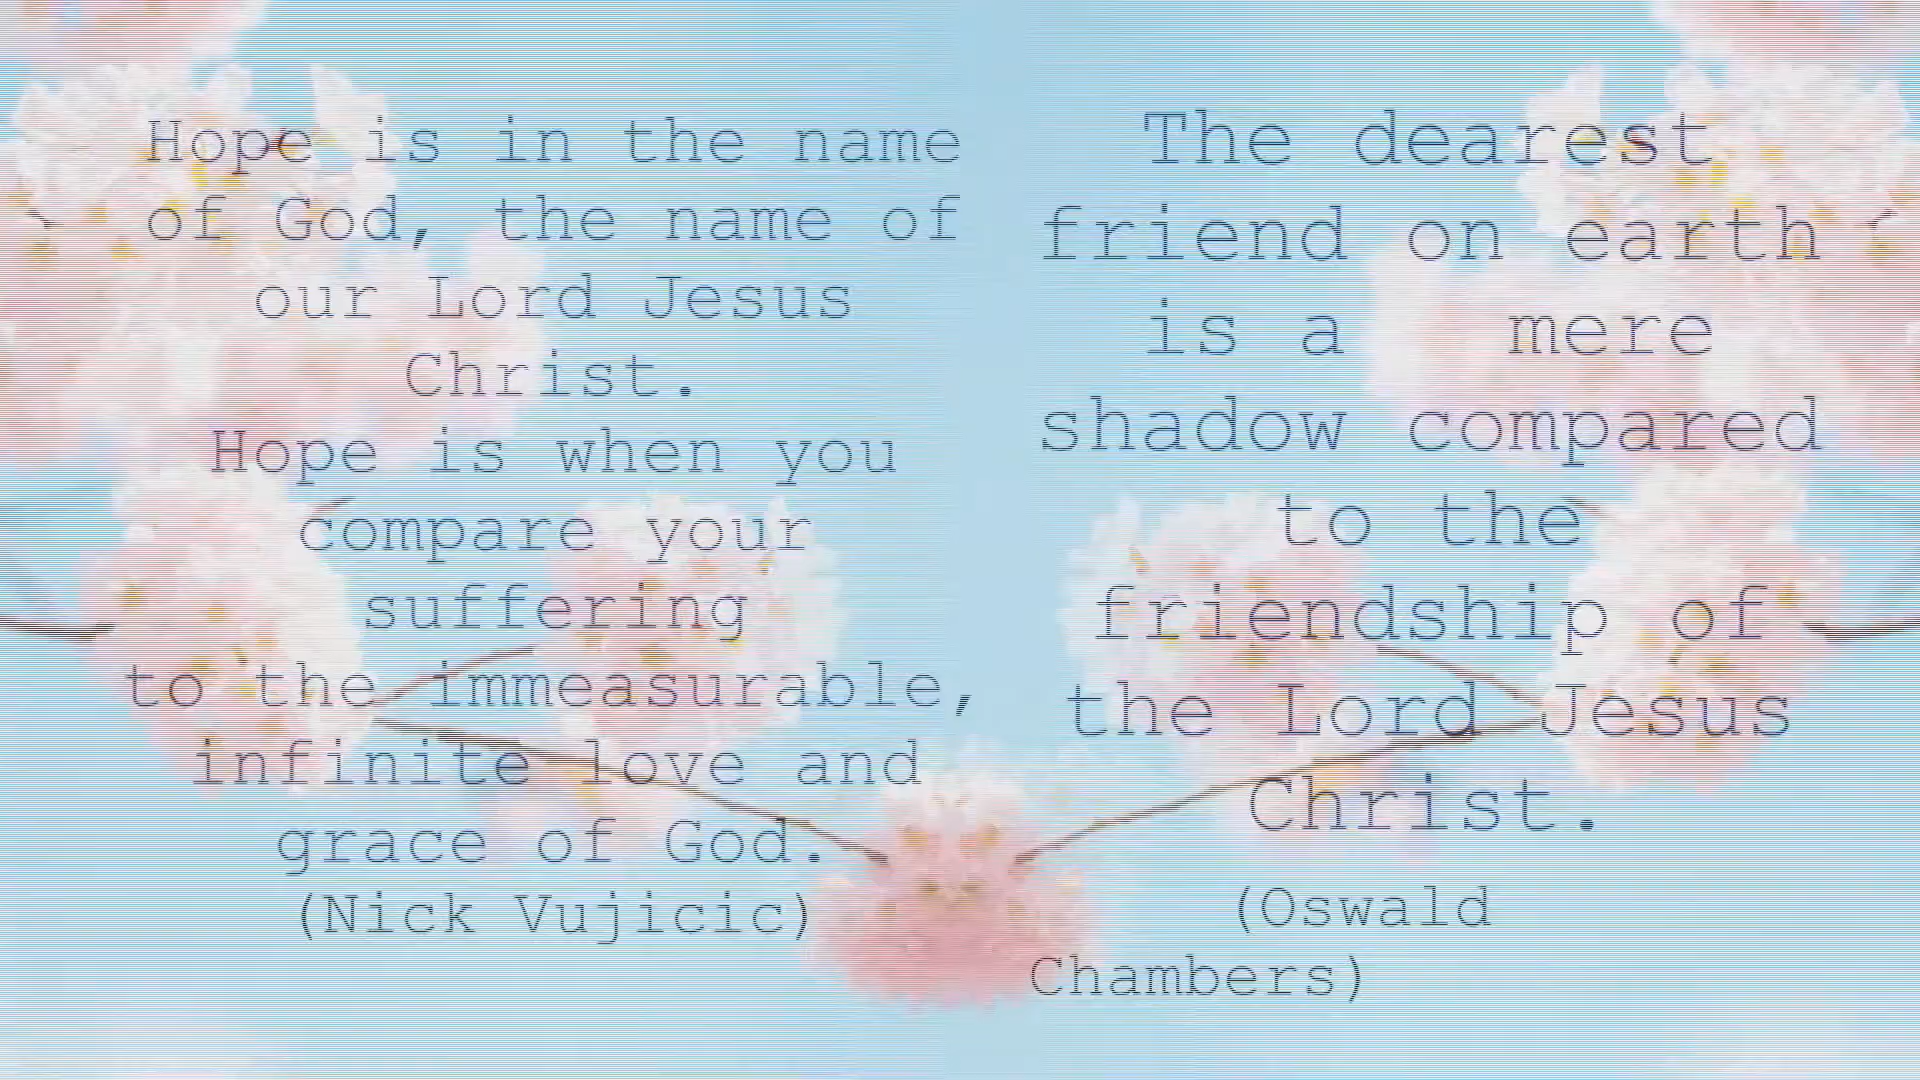 Hope is in the name
of God, the name of
our Lord Jesus
Christ.
Hope is when you
compare your
suffering
to the immeasurable,
infinite love and
grace of God.
(Nick Vujicic)
The dearest
friend on earth
is a mere
shadow compared
to the
friendship of
the Lord Jesus
Christ.
(Oswald
Chambers)